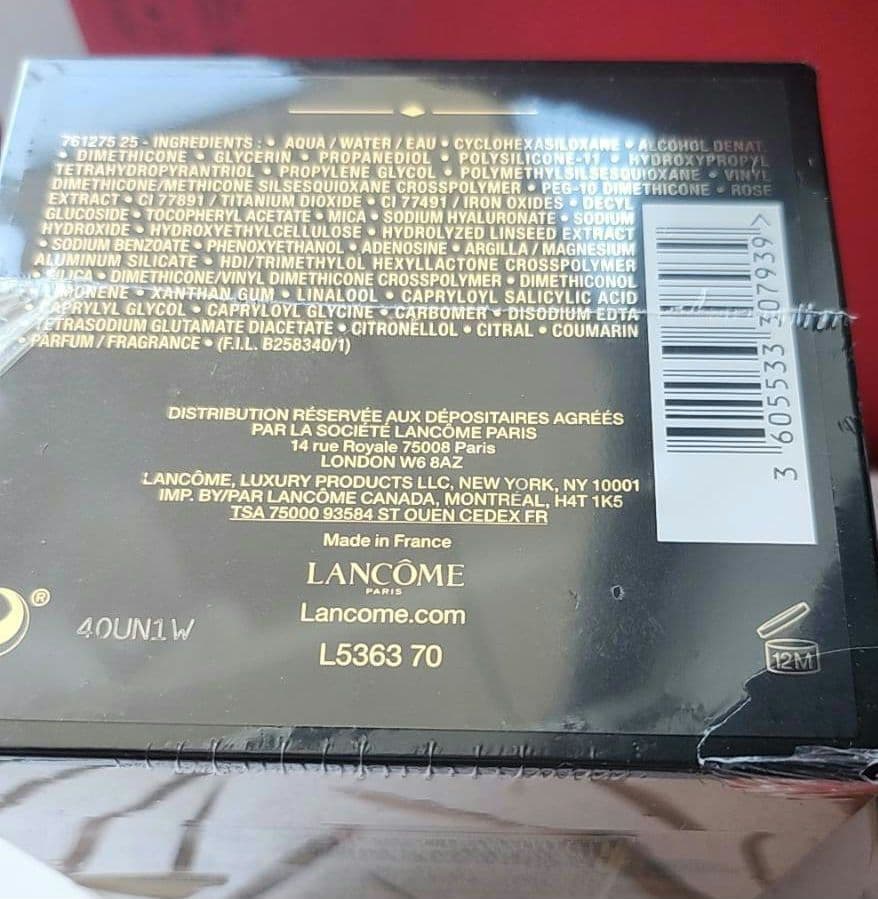 761275 25 - INGREDIENTS : • AQUA / WATER / EAU • CYCLOHEXASILOXANE • ALCOHOL DENAT.
• DIMETHICONE • GLYCERIN • PROPANEDIOL • POLYSILICONE-11 • HYDROXYPROPYL
TETRAHYDROPYRANTRIOL • PROPYLENE GLYCOL • POLYMETHYLSILSESQUIOXANE • VINYL
DIMETHICONE/METHICONE SILSESQUIOXANE CROSSPOLYMER • PEG-10 DIMETHICONE • ROSE
EXTRACT • CI 77891 / TITANIUM DIOXIDE • CI 77491 / IRON OXIDES • DECYL
GLUCOSIDE • TOCOPHERYL ACETATE • MICA • SODIUM HYALURONATE • SODIUM
HYDROXIDE • HYDROXYETHYLCELLULOSE • HYDROLYZED LINSEED EXTRACT
• SODIUM BENZOATE • PHENOXYETHANOL • ADENOSINE • ARGILLA / MAGNESIUM
ALUMINUM SILICATE • HDI/TRIMETHYLOL HEXYLLACTONE CROSSPOLYMER
• SILICA • DIMETHICONE/VINYL DIMETHICONE CROSSPOLYMER • DIMETHICONOL
• LIMONENE • XANTHAN GUM • LINALOOL • CAPRYLOYL SALICYLIC ACID
• CAPRYLYL GLYCOL • CAPRYLOYL GLYCINE • CARBOMER • DISODIUM EDTA
• TETRASODIUM GLUTAMATE DIACETATE • CITRONELLOL • CITRAL • COUMARIN
• PARFUM / FRAGRANCE • (F.I.L. B258340/1)
3 605533 307939 >
DISTRIBUTION RÉSERVÉE AUX DÉPOSITAIRES AGRÉÉS
PAR LA SOCIÉTÉ LANCÔME PARIS
14 rue Royale 75008 Paris
LONDON W6 8AZ
LANCÔME, LUXURY PRODUCTS LLC, NEW YORK, NY 10001
IMP. BY/PAR LANCÔME CANADA, MONTRÉAL, H4T 1K5
TSA 75000 93584 ST OUEN CEDEX FR
Made in France
LANCÔME
PARIS
Lancome.com
®
40UN1W
L5363 70
12M